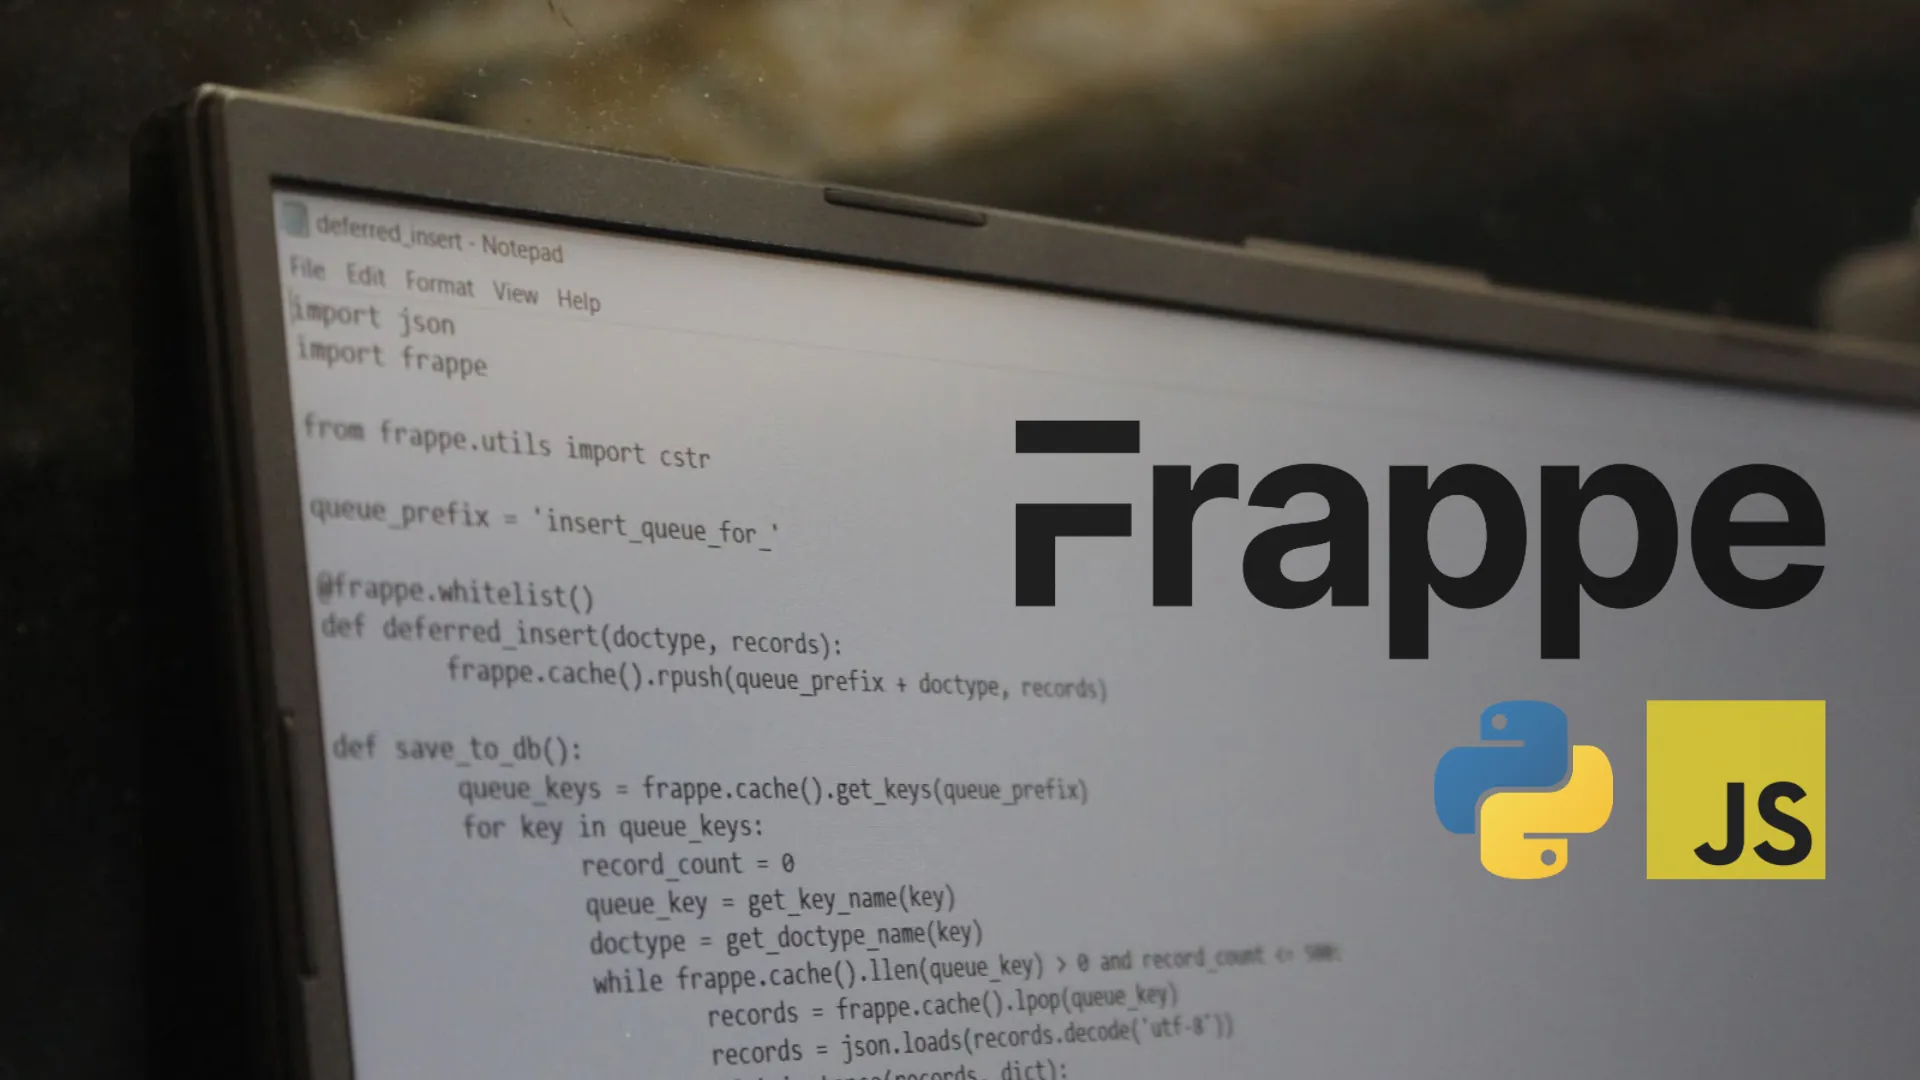 deferred_insert - Notepad
File Edit Format View Help
import json
import frappe
from frappe.utils import cstr
queue_prefix = 'insert_queue_for_'
@frappe.whitelist()
def deferred_insert(doctype, records):
frappe.cache().rpush(queue_prefix + doctype, records)
def save_to_db():
queue_keys = frappe.cache().get_keys(queue_prefix)
for key in queue_keys:
record_count = 0
queue_key = get_key_name(key)
doctype = get_doctype_name(key)
while frappe.cache().llen(queue_key) > 0 and record_count
records = frappe.cache().lpop(queue_key)
records = json.loads(records.decode('utf-8'))
dict):
Frappe
JS